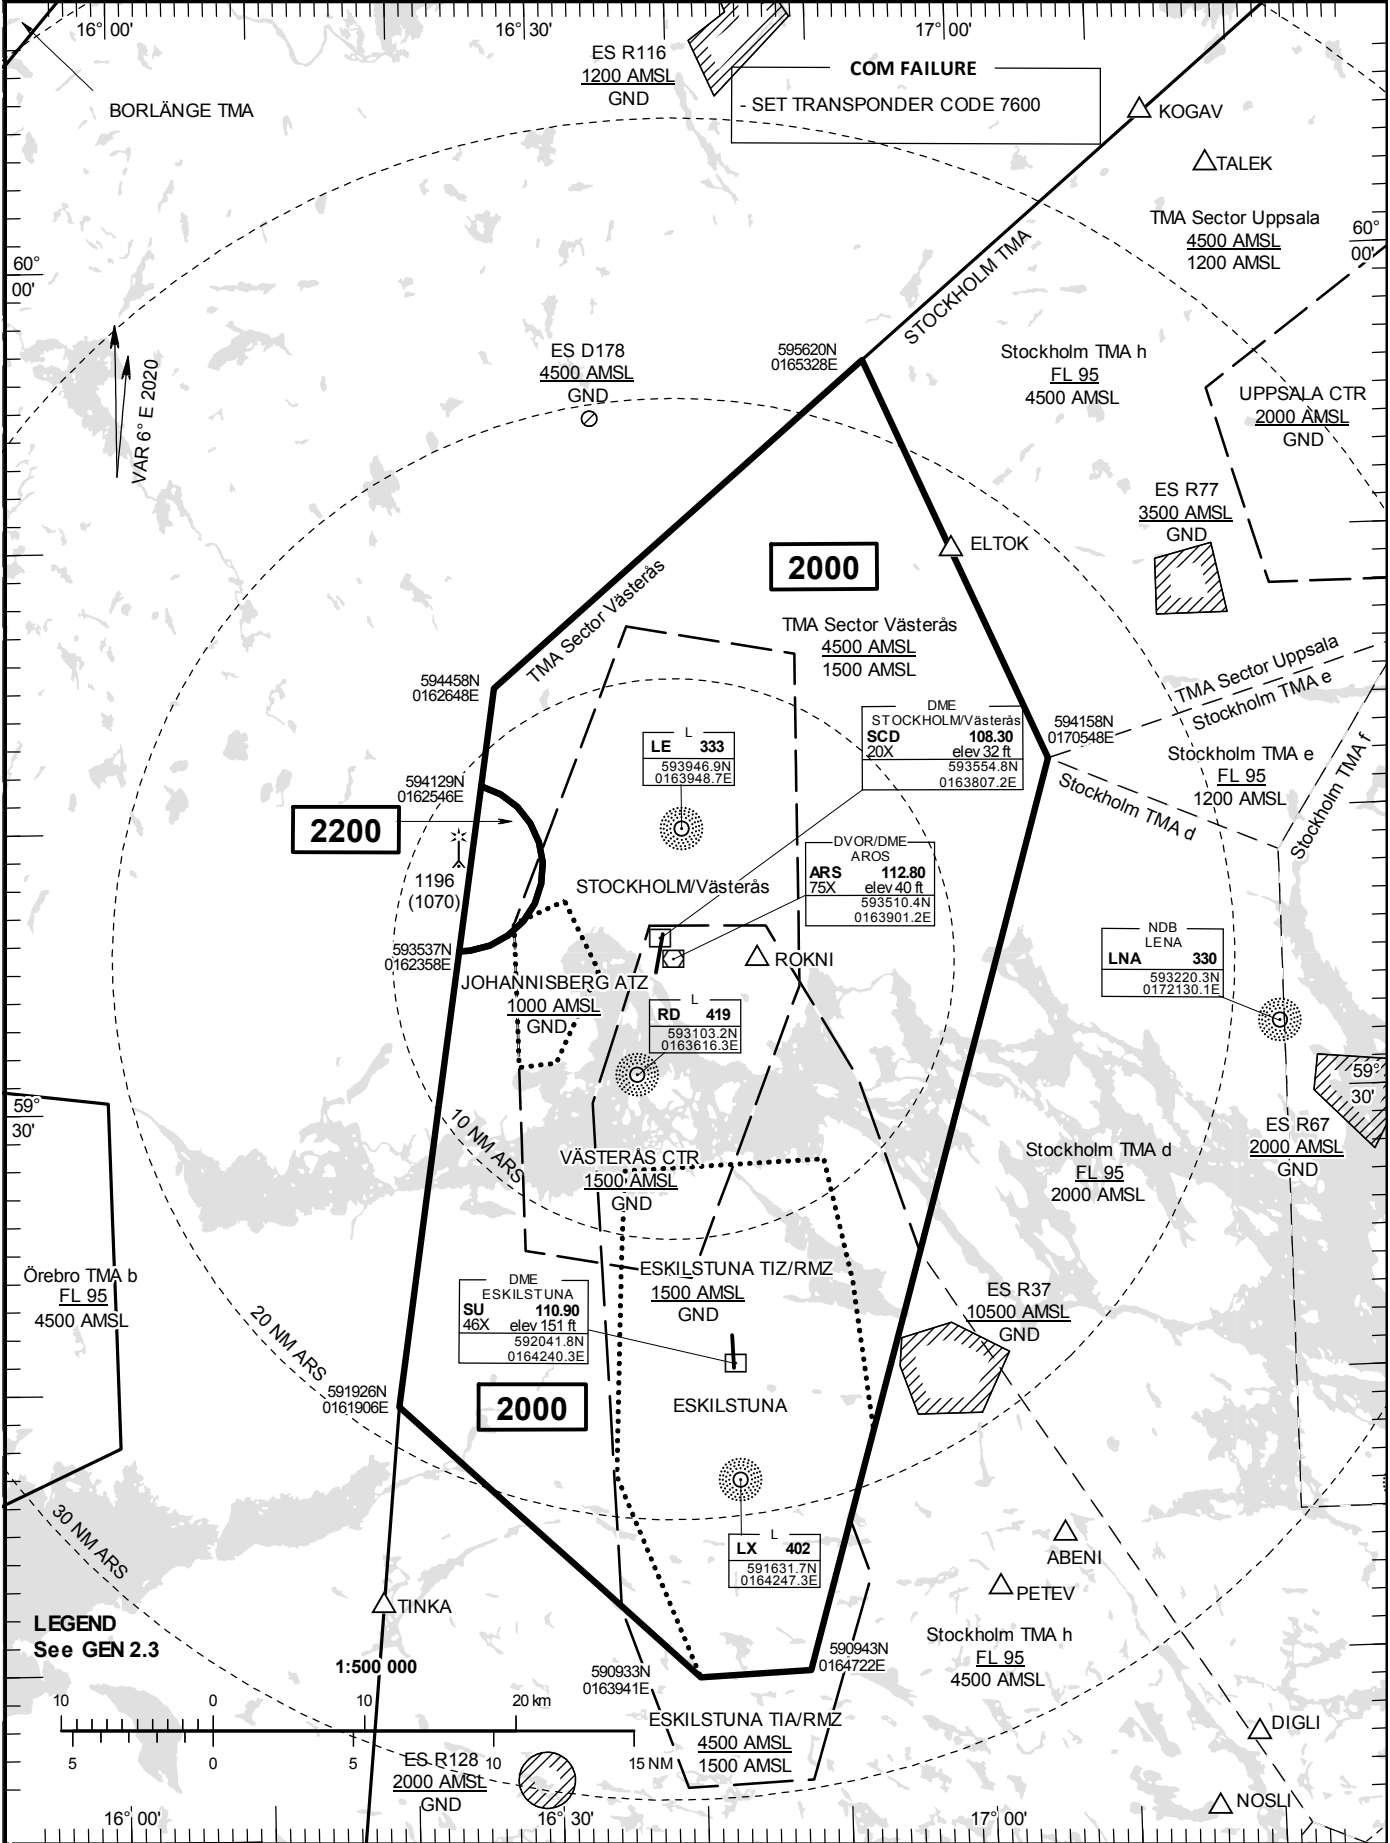 16° 00'
16° 30'
17° 00'
BORLÄNGE TMA
ES R116
1200 AMSL
GND
COM FAILURE
- SET TRANSPONDER CODE 7600
KOGAV
TALEK
TMA Sector Uppsala
4500 AMSL
1200 AMSL
60°
00'
60°
00'
STOCKHOLM TMA
VAR 6° E 2020
ES D178
4500 AMSL
GND
595620N
0165328E
Stockholm TMA h
FL 95
4500 AMSL
UPPSALA CTR
2000 AMSL
GND
ES R77
3500 AMSL
GND
ELTOK
2000
TMA Sector Västerås
TMA Sector Västerås
4500 AMSL
1500 AMSL
594458N
0162648E
TMA Sector Uppsala
Stockholm TMA e
594158N
0170548E
Stockholm TMA e
FL 95
1200 AMSL
Stockholm TMA f
Stockholm TMA d
DME
STOCKHOLM/Västerås
SCD 108.30
20X elev 32 ft
593554.8N
0163807.2E
L
LE 333
593946.9N
0163948.7E
594129N
0162546E
2200
1196
(1070)
STOCKHOLM/Västerås
DVOR/DME
AROS
ARS 112.80
75X elev 40 ft
593510.4N
0163901.2E
593537N
0162358E
ROKNI
JOHANNISBERG ATZ
1000 AMSL
GND
NDB
LENA
LNA 330
593220.3N
0172130.1E
L
RD 419
593103.2N
0163616.3E
59°
30'
59°
30'
10 NM ARS
VÄSTERÅS CTR
1500 AMSL
GND
ES R67
2000 AMSL
GND
Stockholm TMA d
FL 95
2000 AMSL
Örebro TMA b
FL 95
4500 AMSL
20 NM ARS
ESKILSTUNA TIZ/RMZ
1500 AMSL
GND
DME
ESKILSTUNA
SU 110.90
46X elev 151 ft
592041.8N
0164240.3E
ES R37
10500 AMSL
GND
591926N
0161906E
2000
ESKILSTUNA
30 NM ARS
L
LX 402
591631.7N
0164247.3E
ABENI
PETEV
TINKA
LEGEND
See GEN 2.3
1:500 000
590933N
0163941E
590943N
0164722E
Stockholm TMA h
FL 95
4500 AMSL
10 0 10 20 km
5 0 5 10 15 NM
ESKILSTUNA TIA/RMZ
4500 AMSL
1500 AMSL
DIGLI
ES R128
2000 AMSL
GND
NOSLI
16° 00'
16° 30'
17° 00'